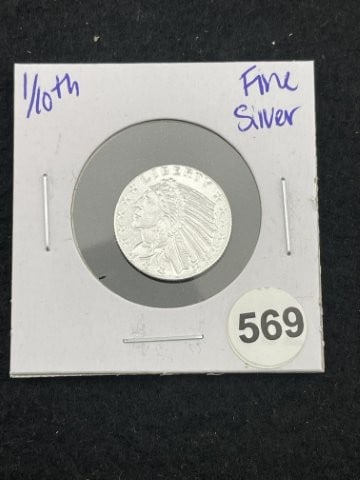 1/10th
Fine
Silver
LIBERTY
569